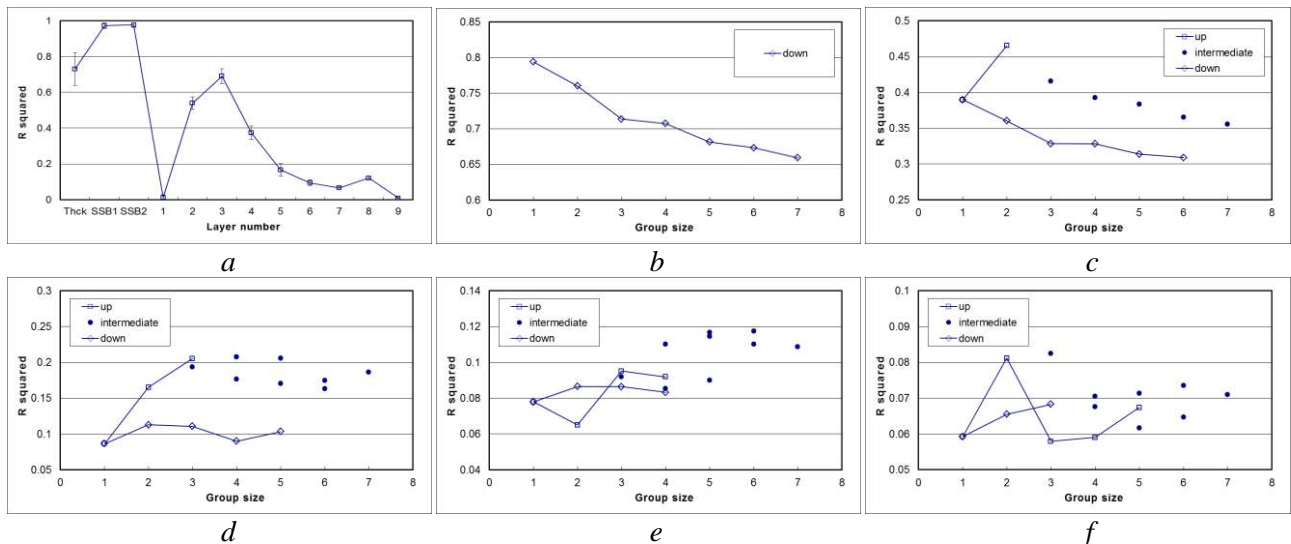 1
0.8
0.6
0.4
0.2
0
R squared
Thck SSB1 SSB2 1 2 3 4 5 6 7 8 9
Layer number
a
0.85
0.8
0.75
0.7
0.65
0.6
R squared
down
0 1 2 3 4 5 6 7 8
Group size
b
0.5
0.45
0.4
0.35
0.3
0.25
R squared
up
intermediate
down
0 1 2 3 4 5 6 7 8
Group size
c
0.3
0.25
0.2
0.15
0.1
0.05
R squared
up
intermediate
down
0 1 2 3 4 5 6 7 8
Group size
d
0.14
0.12
0.1
0.08
0.06
0.04
R squared
up
intermediate
down
0 1 2 3 4 5 6 7 8
Group size
e
0.1
0.09
0.08
0.07
0.06
0.05
R squared
up
intermediate
down
0 1 2 3 4 5 6 7 8
Group size
f